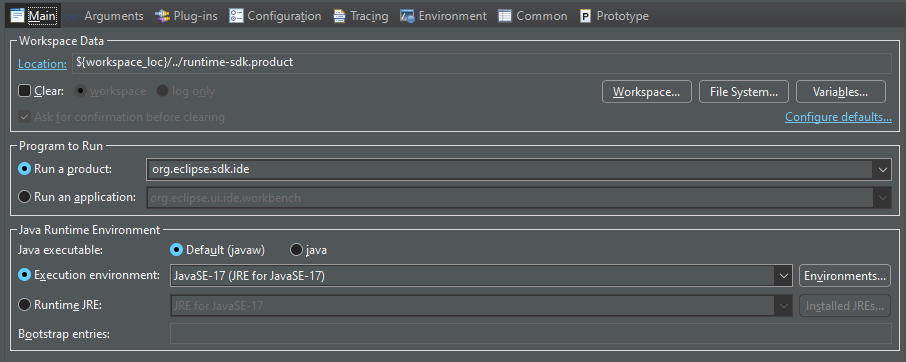 Main Arguments Plug-ins Configuration Tracing Environment Common Prototype
Workspace Data
Location: ${workspace_loc}/../runtime-sdk.product
Clear: workspace log only Workspace... File System... Variables...
Ask for confirmation before clearing Configure defaults...
Program to Run
Run a product: org.eclipse.sdk.ide
Run an application: org.eclipse.ui.ide.workbench
Java Runtime Environment
Java executable: Default (javaw) java
Execution environment: JavaSE-17 (JRE for JavaSE-17) Environments...
Runtime JRE: JRE for JavaSE-17 Installed JREs...
Bootstrap entries: